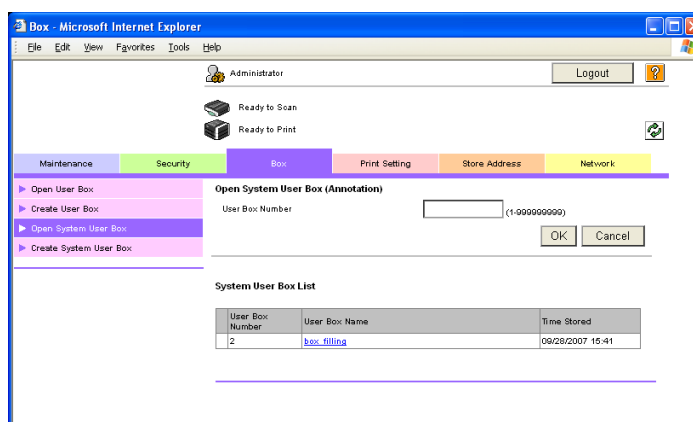 Box - Microsoft Internet Explorer
File Edit View Favorites Tools Help
Administrator
Logout
?
Ready to Scan
Ready to Print
Maintenance Security Box Print Setting Store Address Network
Open User Box
Create User Box
Open System User Box
Create System User Box
Open System User Box (Annotation)
User Box Number (1-999999999)
OK Cancel
System User Box List
User Box Number User Box Name Time Stored
2 box_filling 09/28/2007 15:41